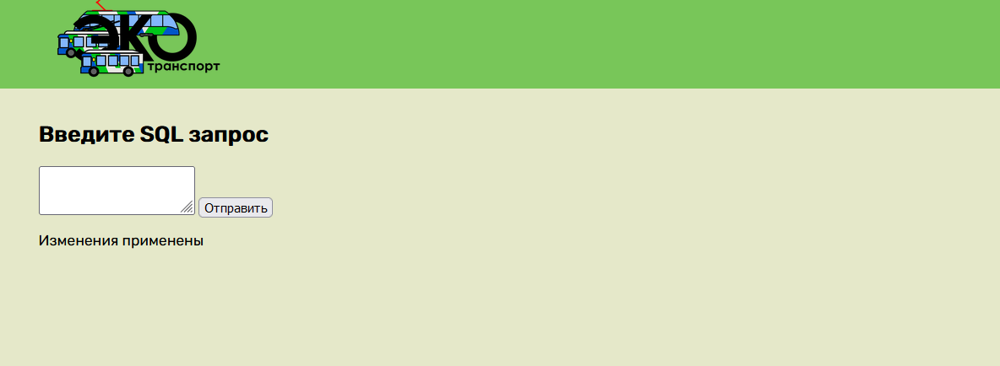 ЭКО
транспорт
Введите SQL запрос
Отправить
Изменения применены